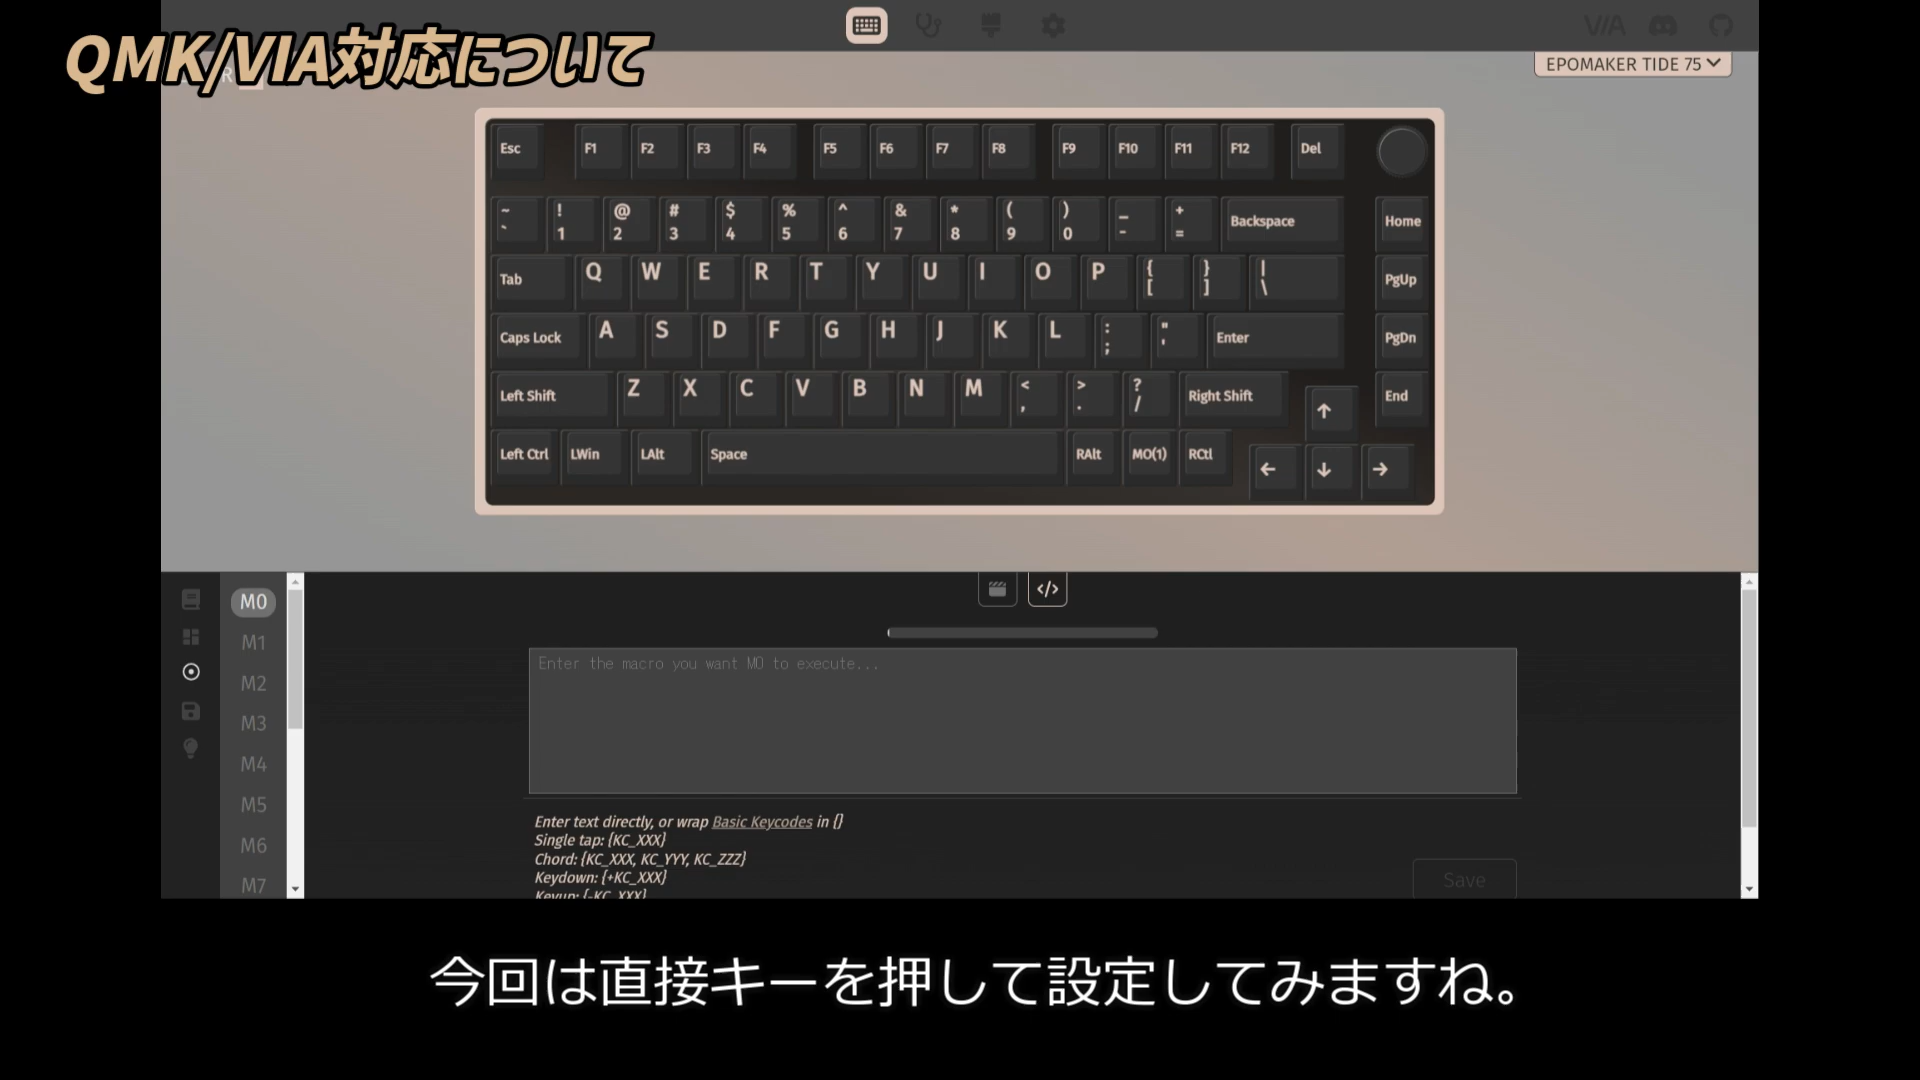 QMK/VIA対応について
VIA
EPOMAKER TIDE 75
Esc F1 F2 F3 F4 F5 F6 F7 F8 F9 F10 F11 F12 Del
~ ! @ # $ % ^ & * ( ) _ +
` 1 2 3 4 5 6 7 8 9 0 - = Backspace Home
Tab Q W E R T Y U I O P { } | PgUp
[ ] \
Caps Lock A S D F G H J K L : " Enter PgDn
; '
Left Shift Z X C V B N M < > ? Right Shift ↑ End
, . /
Left Ctrl LWin LAlt Space RAlt MO(1) RCtl ← ↓ →
M0
M1
M2
M3
M4
M5
M6
M7
</>
Enter the macro you want M0 to execute...
Enter text directly, or wrap Basic Keycodes in {}
Single tap: {KC_XXX}
Chord: {KC_XXX, KC_YYY, KC_ZZZ}
Keydown: {+KC_XXX}
Keyup: {-KC_XXX}
Save
今回は直接キーを押して設定してみますね。